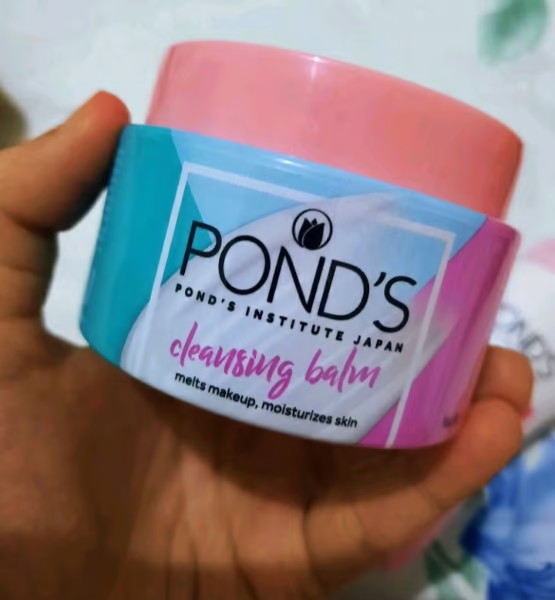 POND'S
POND'S INSTITUTE JAPAN
cleansing balm
melts makeup, moisturizes skin